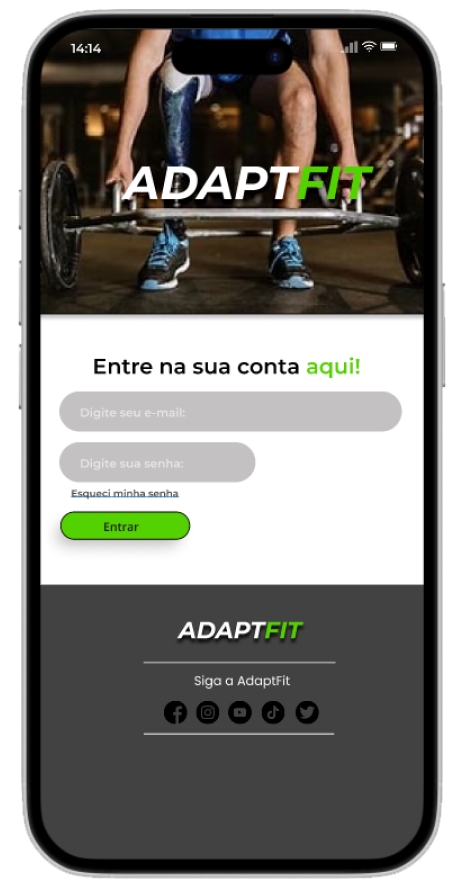 14:14
ADAPTFIT
Entre na sua conta aqui!
Digite seu e-mail:
Digite sua senha:
Esqueci minha senha
Entrar
ADAPTFIT
Siga a AdaptFit